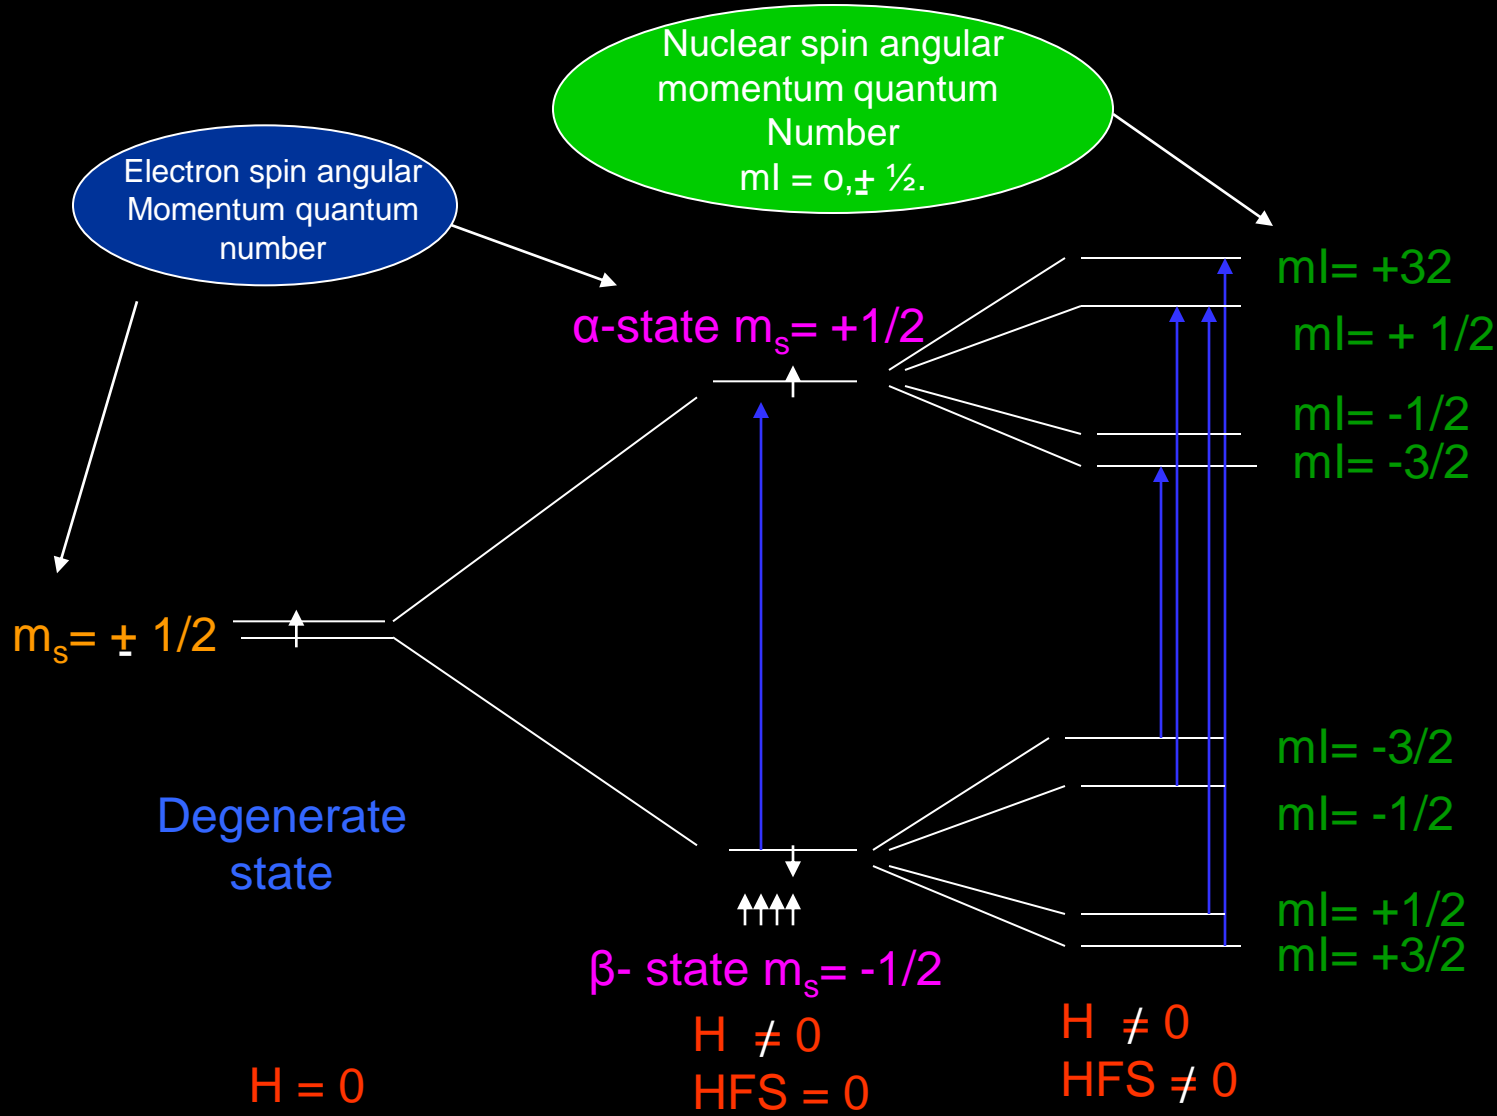 Nuclear spin angular
momentum quantum
Number
ml = o,± ½.
Electron spin angular
Momentum quantum
number
ml= +32
α-state mₛ= +1/2
ml= + 1/2
ml= -1/2
ml= -3/2
mₛ= ± 1/2
ml= -3/2
Degenerate
state
ml= -1/2
ml= +1/2
ml= +3/2
β- state mₛ= -1/2
H ≠ 0
HFS = 0
H ≠ 0
HFS ≠ 0
H = 0